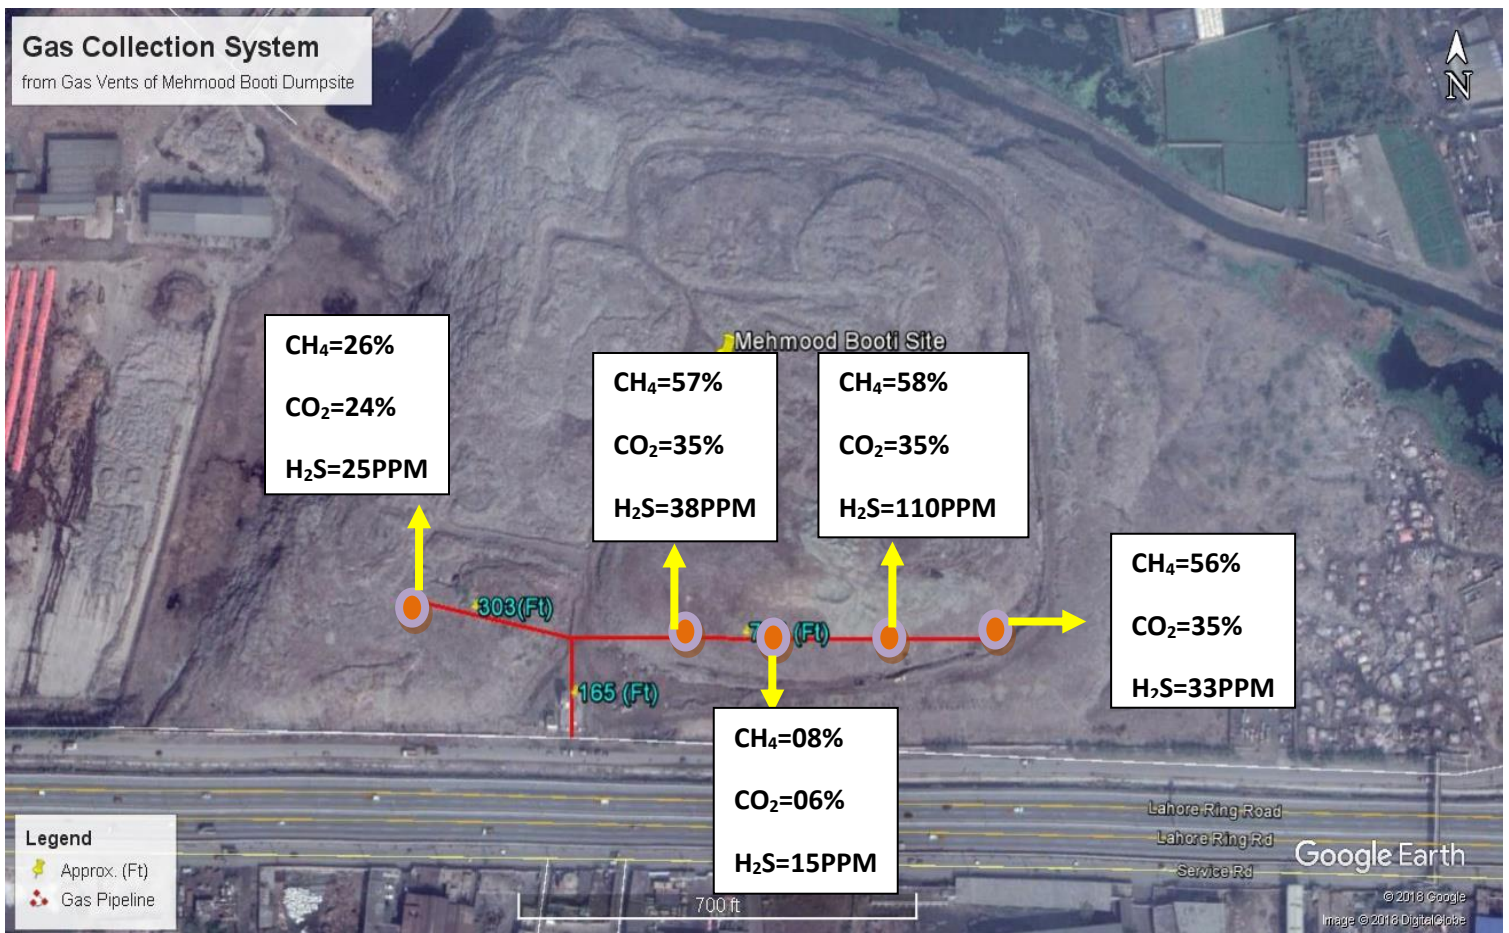 Gas Collection System
from Gas Vents of Mehmood Booti Dumpsite
N
Mehmood Booti Site
CH₄=26%
CO₂=24%
H₂S=25PPM
CH₄=57%
CO₂=35%
H₂S=38PPM
CH₄=58%
CO₂=35%
H₂S=110PPM
CH₄=56%
CO₂=35%
H₂S=33PPM
303(Ft)
(Ft)
165 (Ft)
CH₄=08%
CO₂=06%
H₂S=15PPM
Lahore Ring Road
Lahore Ring Rd
Service Rd
Legend
Approx. (Ft)
Gas Pipeline
700 ft
Google Earth
© 2018 Google
Image © 2018 DigitalGlobe